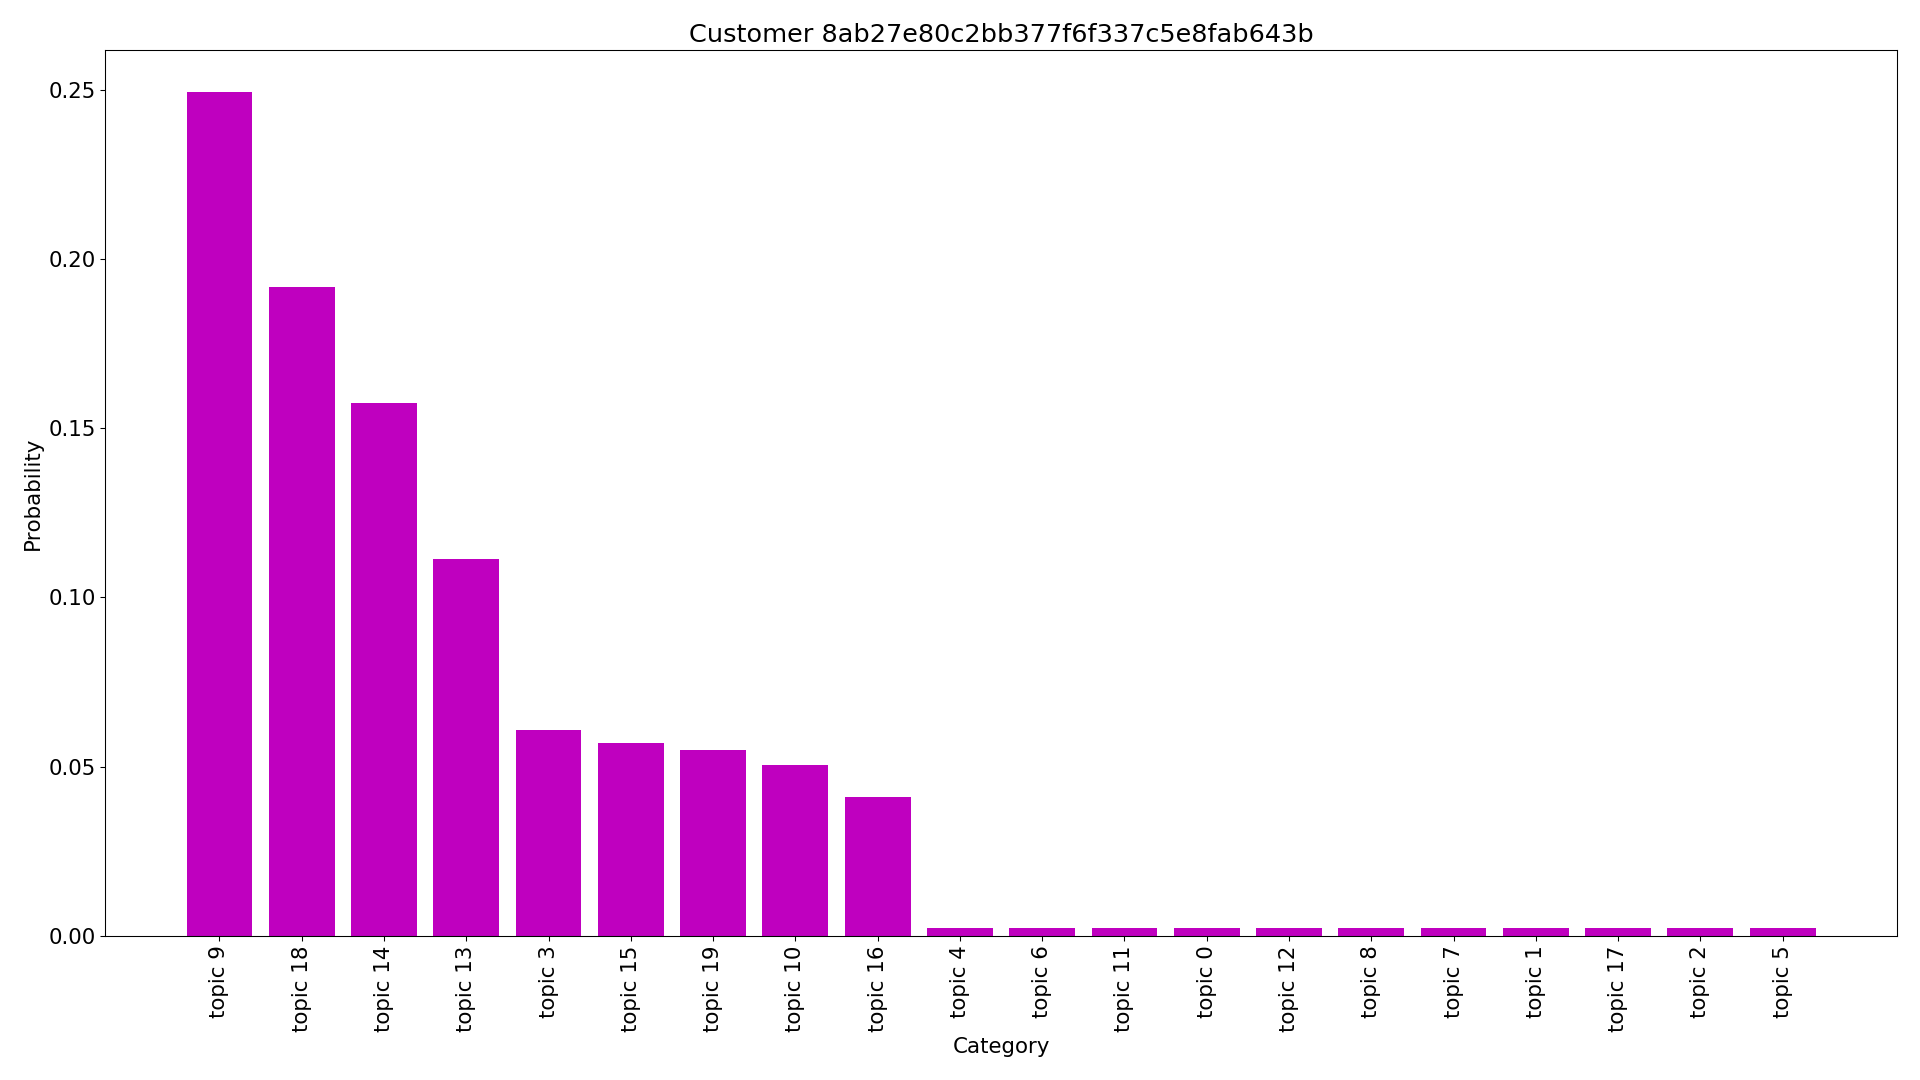 Customer 8ab27e80c2bb377f6f337c5e8fab643b
Probability
0.25
0.20
0.15
0.10
0.05
0.00
topic 9
topic 18
topic 14
topic 13
topic 3
topic 15
topic 19
topic 10
topic 16
topic 4
topic 6
topic 11
topic 0
topic 12
topic 8
topic 7
topic 1
topic 17
topic 2
topic 5
Category